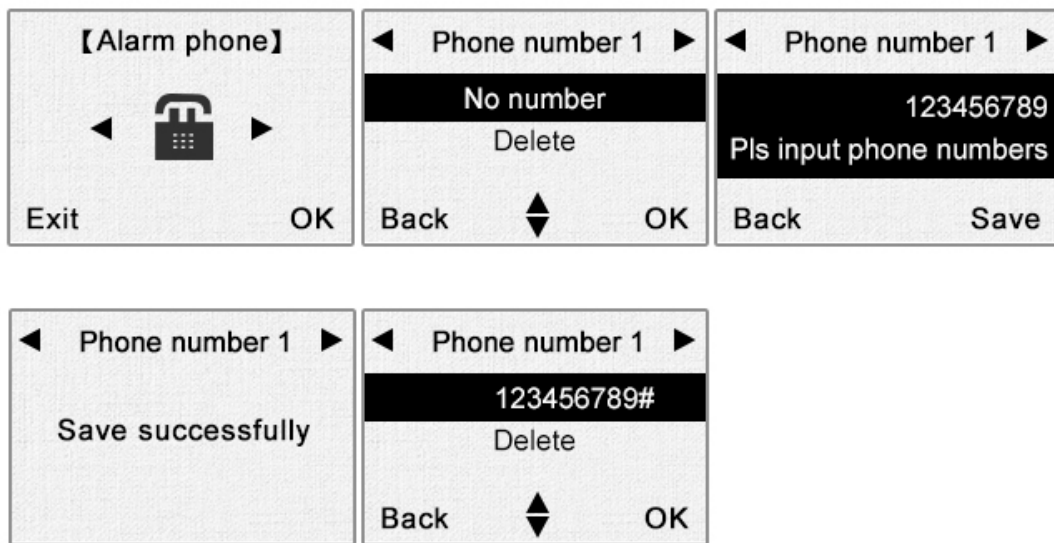 【Alarm phone】
Exit OK
Phone number 1
No number
Delete
Back OK
Phone number 1
123456789
Pls input phone numbers
Back Save
Phone number 1
Save successfully
Phone number 1
123456789#
Delete
Back OK